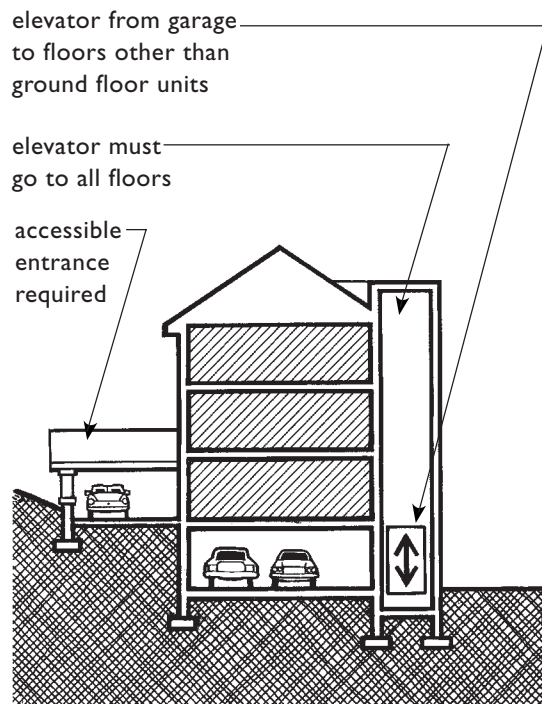 elevator from garage
to floors other than
ground floor units
elevator must
go to all floors
accessible
entrance
required